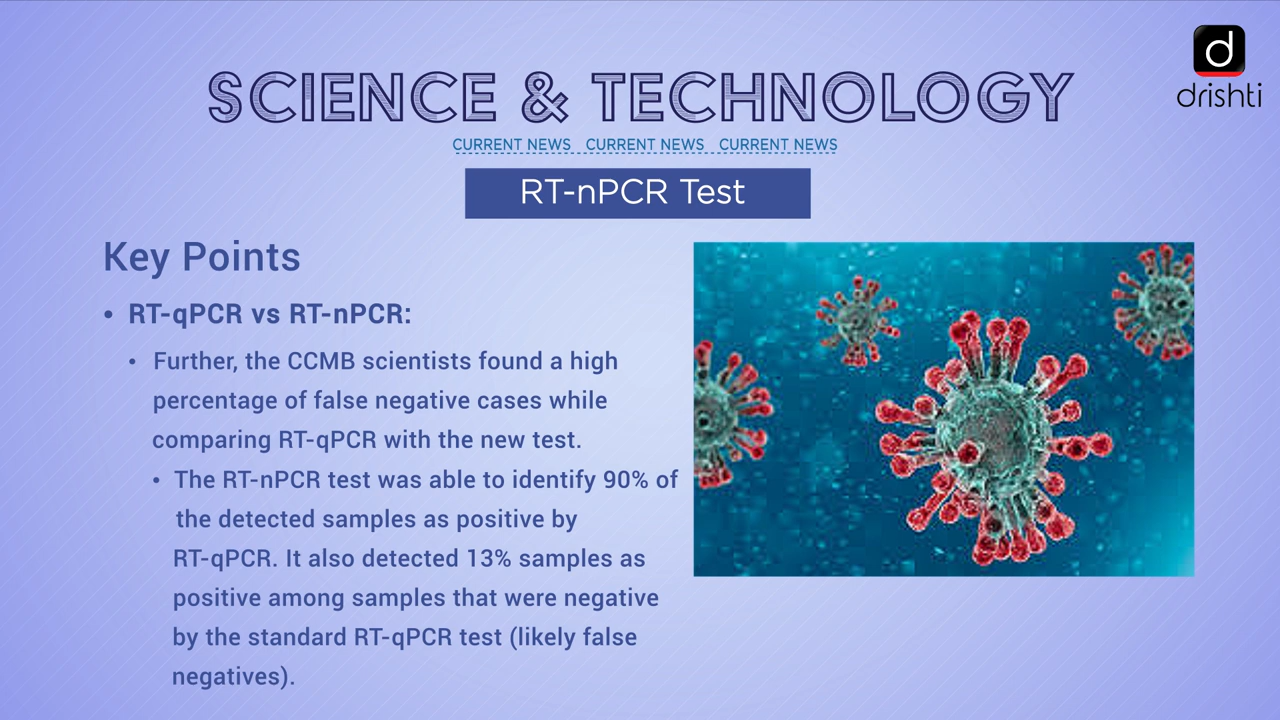 d
drishti
SCIENCE & TECHNOLOGY
CURRENT NEWS CURRENT NEWS CURRENT NEWS
RT-nPCR Test
Key Points
• RT-qPCR vs RT-nPCR:
• Further, the CCMB scientists found a high
percentage of false negative cases while
comparing RT-qPCR with the new test.
• The RT-nPCR test was able to identify 90% of
the detected samples as positive by
RT-qPCR. It also detected 13% samples as
positive among samples that were negative
by the standard RT-qPCR test (likely false
negatives).